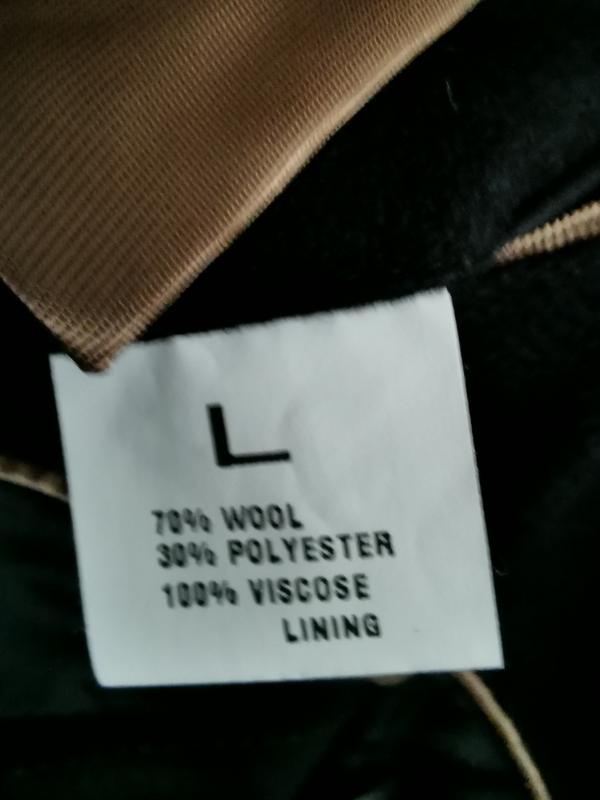 L
70% WOOL
30% POLYESTER
100% VISCOSE
LINING